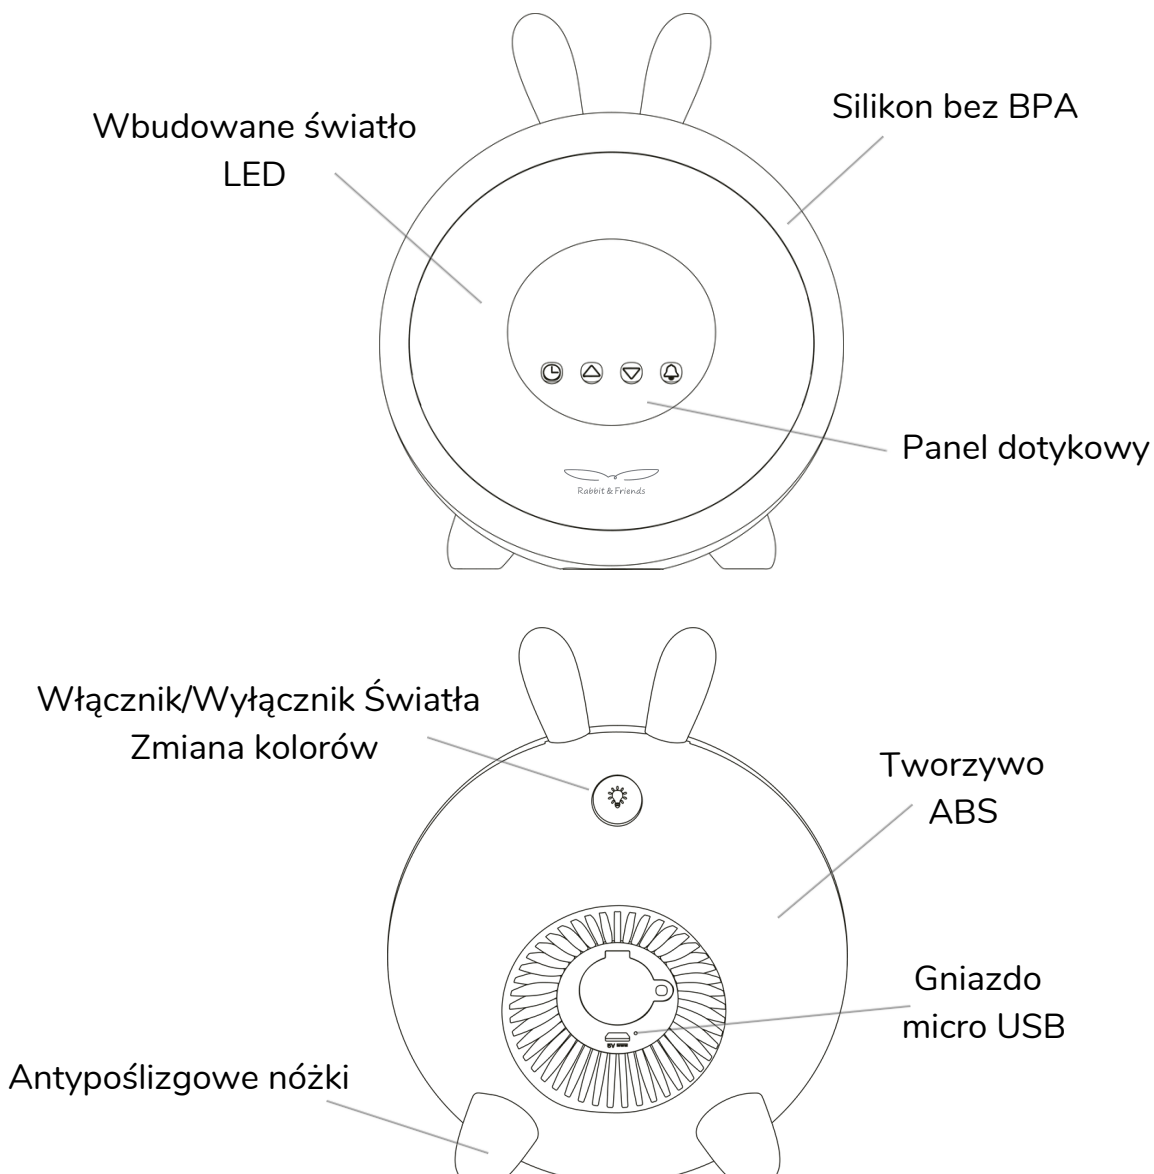 Silikon bez BPA
Wbudowane światło
LED
Panel dotykowy
Rabbit & Friends
Włącznik/Wyłącznik Światła
Zmiana kolorów
Tworzywo
ABS
Gniazdo
micro USB
5V
Antypoślizgowe nóżki